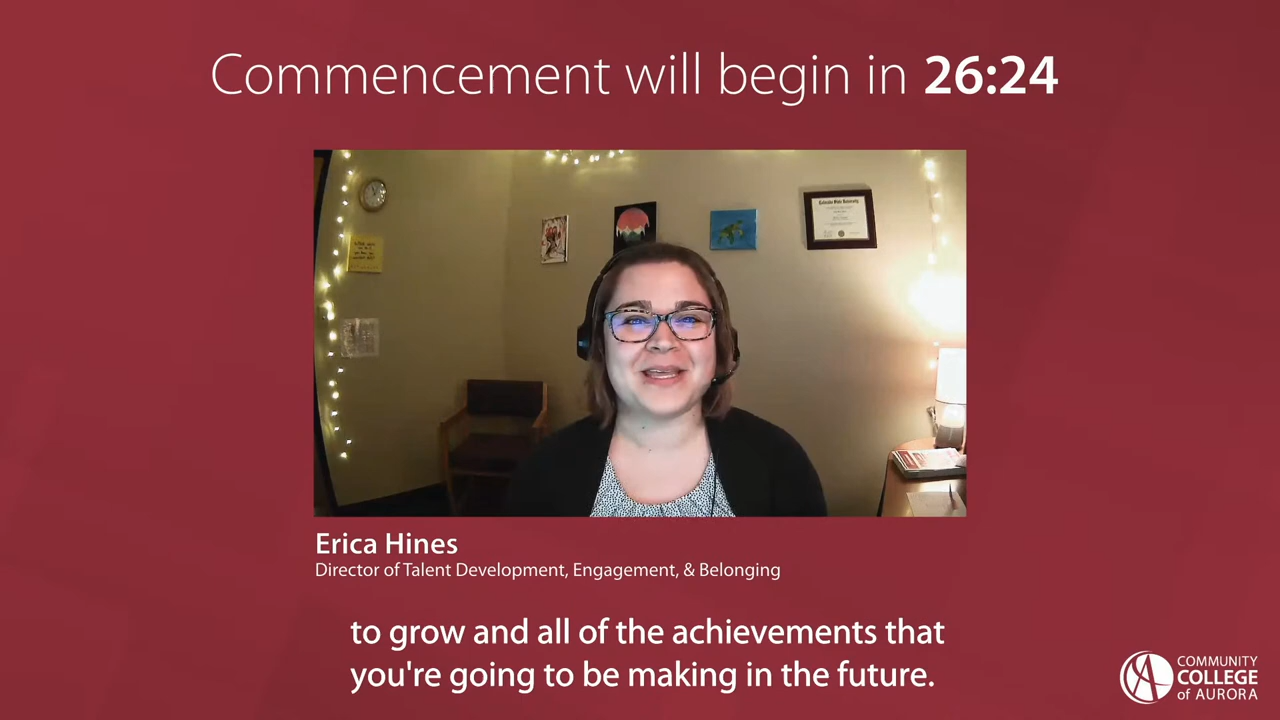 Commencement will begin in 26:24
Erica Hines
Director of Talent Development, Engagement, & Belonging
to grow and all of the achievements that
you're going to be making in the future.
COMMUNITY
COLLEGE
of AURORA